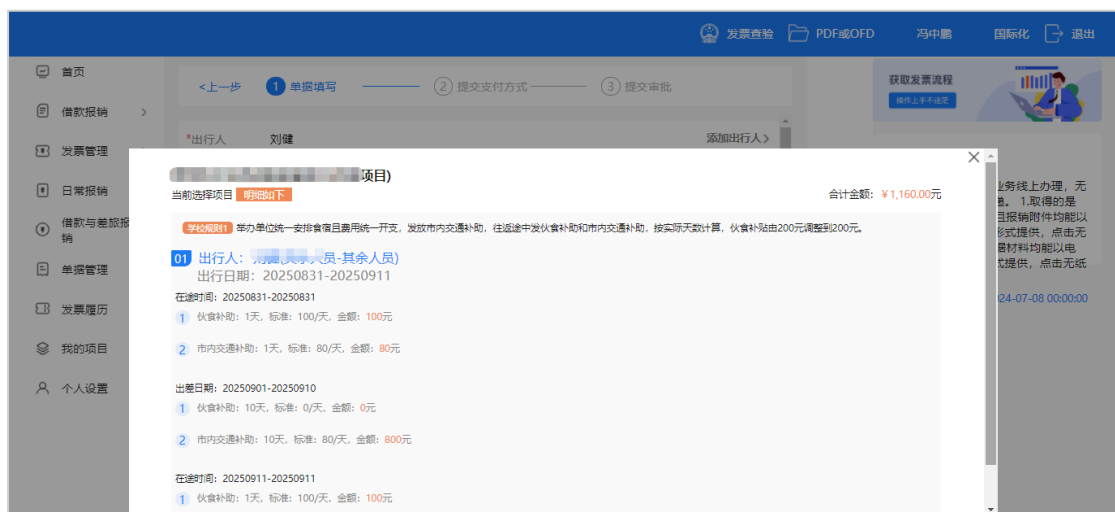 发票查验 PDF或OFD 冯中鹏 国际化 退出
首页
借款报销
发票管理
日常报销
借款与差旅报
销
单据管理
发票履历
我的项目
个人设置
<上一步 1 单据填写 2 提交支付方式 3 提交审批
*出行人 刘健 添加出行人>
获取发票流程
操作上手不迷茫
项目)
当前选择项目 明细如下 合计金额: ¥1,160.00元
学校规则1 举办单位统一安排食宿且费用统一开支，发放市内交通补助，往返途中发伙食补助和市内交通补助，按实际天数计算，伙食补贴由200元调整到200元。
01 出行人: 员-其余人员)
出行日期: 20250831-20250911
在途时间: 20250831-20250831
1 伙食补助: 1天, 标准: 100/天, 金额: 100元
2 市内交通补助: 1天, 标准: 80/天, 金额: 80元
出差日期: 20250901-20250910
1 伙食补助: 10天, 标准: 0/天, 金额: 0元
2 市内交通补助: 10天, 标准: 80/天, 金额: 800元
在途时间: 20250911-20250911
1 伙食补助: 1天, 标准: 100/天, 金额: 100元
业务线上办理，无
。 1.取得的是
且报销附件均能以
形式提供，点击无
据材料均能以电
式提供，点击无纸
24-07-08 00:00:00